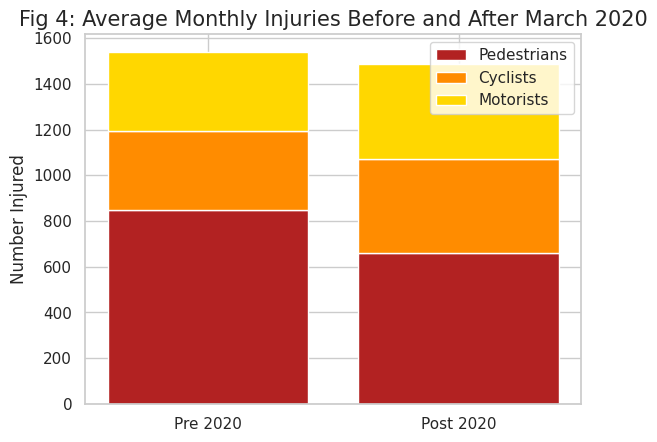 Fig 4: Average Monthly Injuries Before and After March 2020
Pedestrians
Cyclists
Motorists
Number Injured
1600
1400
1200
1000
800
600
400
200
0
Pre 2020
Post 2020